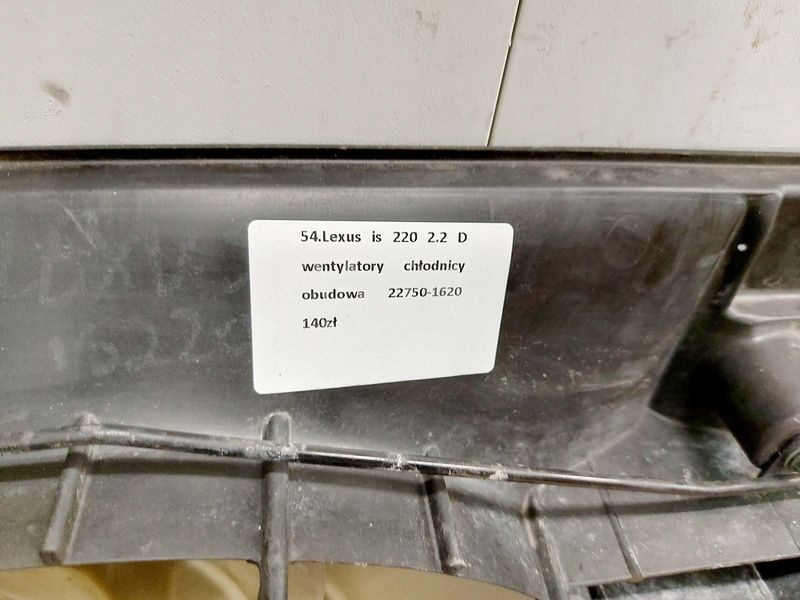 54.Lexus is 220 2.2 D
wentylatory chłodnicy
obudowa 22750-1620
140zł